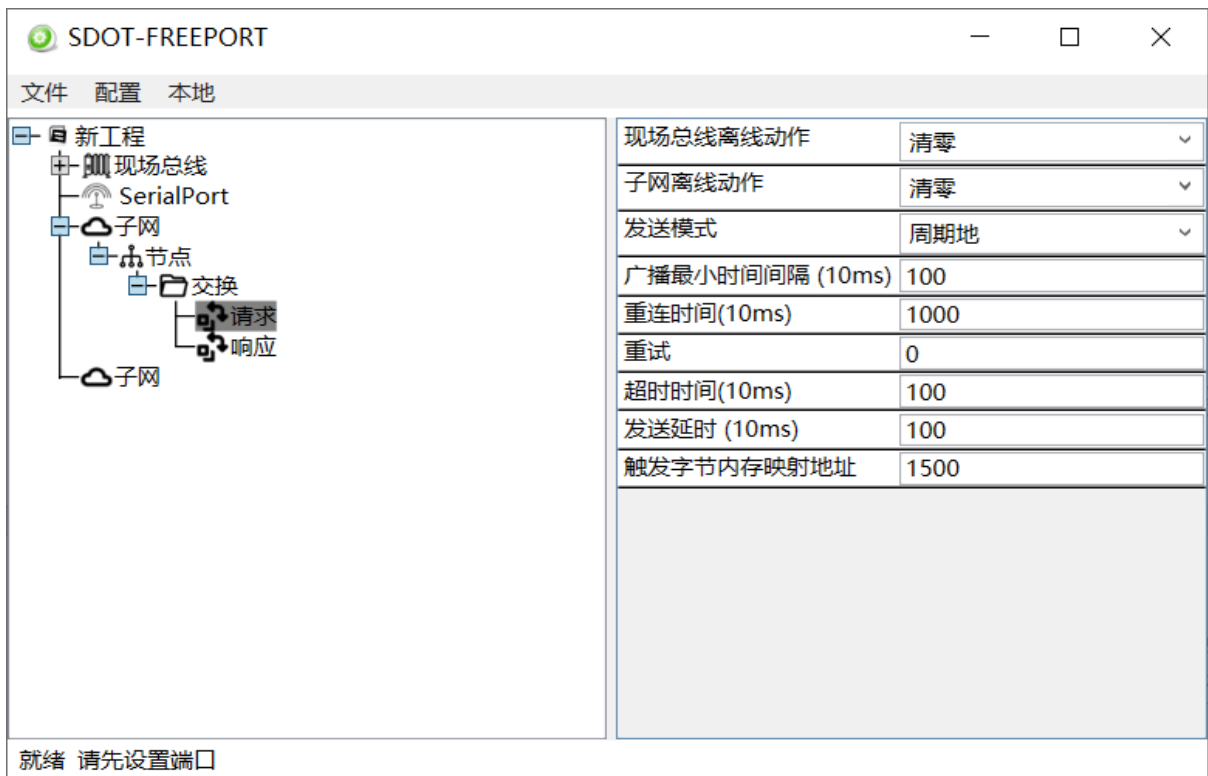 SDOT-FREEPORT
文件 配置 本地
新工程
现场总线
SerialPort
子网
节点
交换
请求
响应
子网
现场总线离线动作 清零
子网离线动作 清零
发送模式 周期地
广播最小时间间隔 (10ms) 100
重连时间(10ms) 1000
重试 0
超时时间(10ms) 100
发送延时 (10ms) 100
触发字节内存映射地址 1500
就绪 请先设置端口